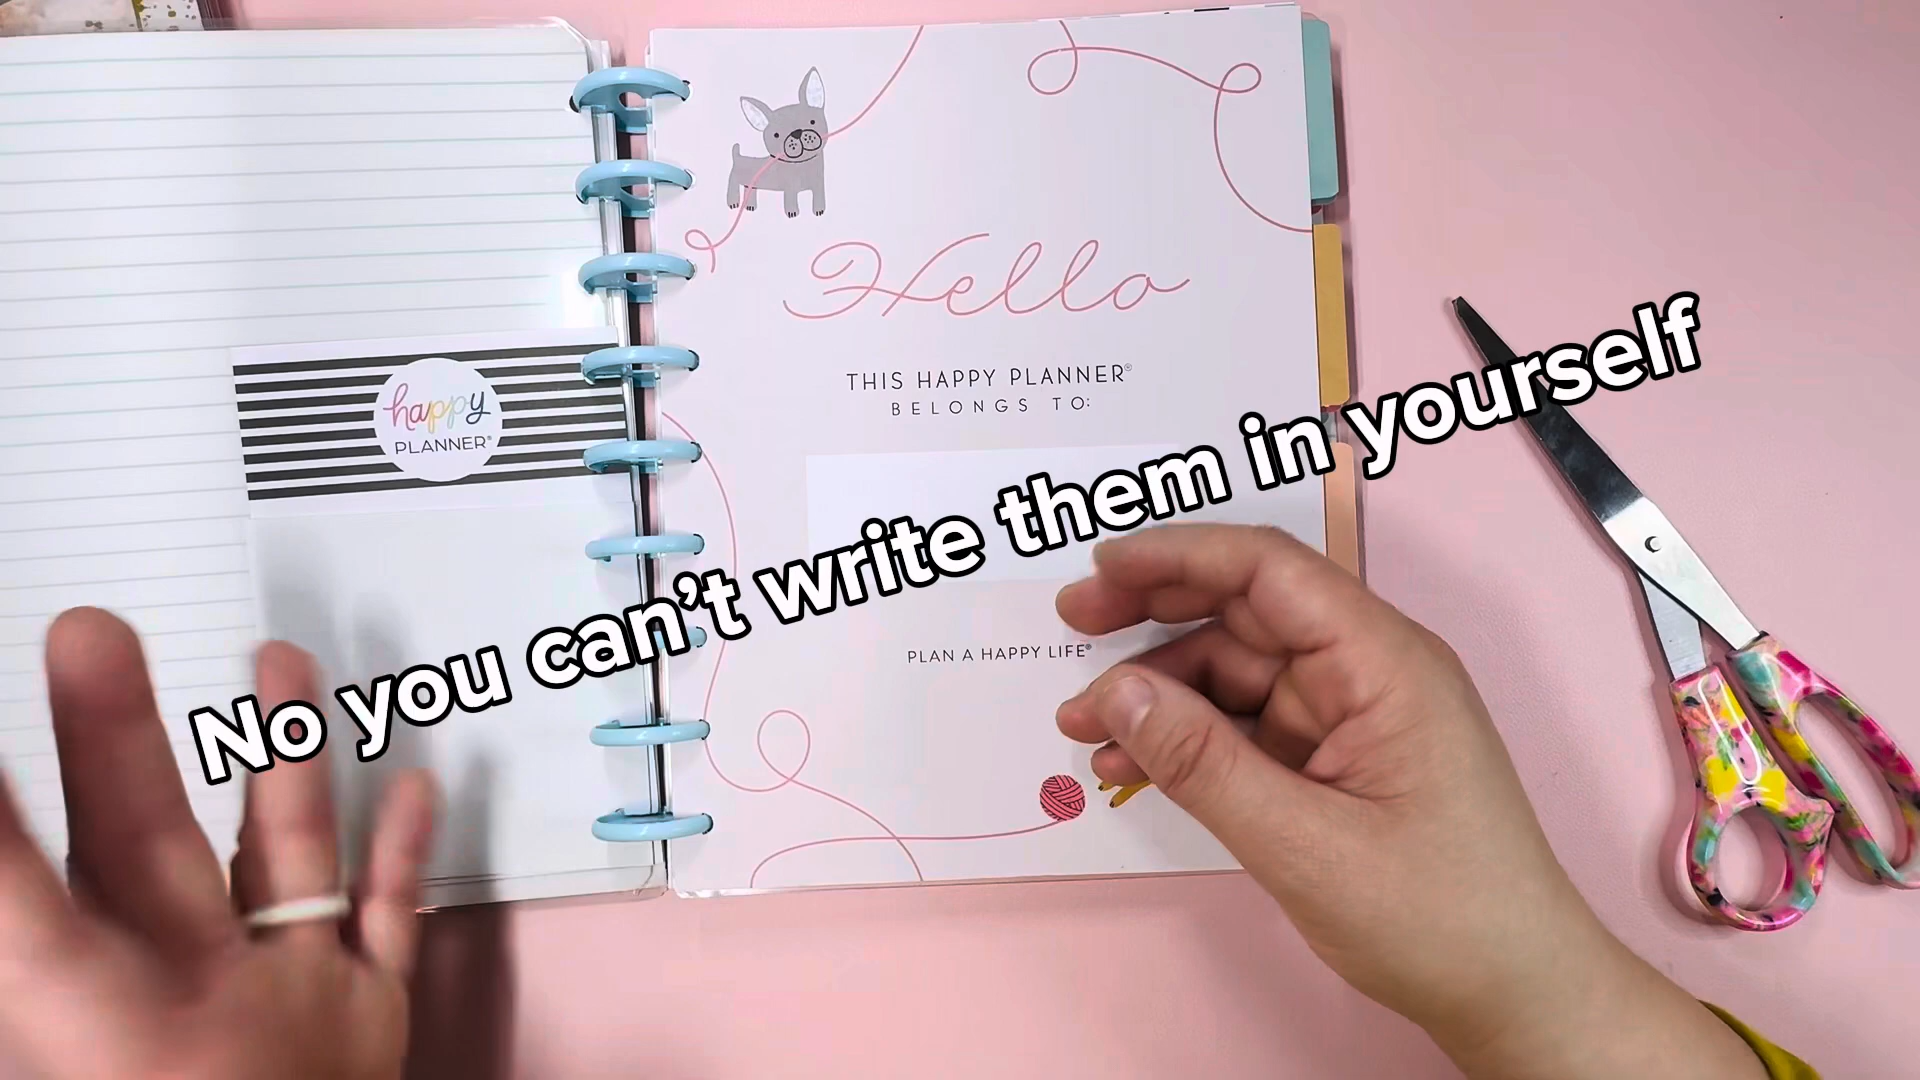 happy
PLANNER®
Hello
THIS HAPPY PLANNER®
BELONGS TO:
No you can’t write them in yourself
PLAN A HAPPY LIFE®